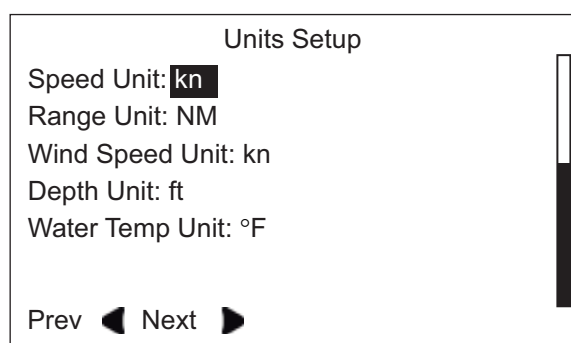 Units Setup
Speed Unit: kn
Range Unit: NM
Wind Speed Unit: kn
Depth Unit: ft
Water Temp Unit: °F
Prev ◀ Next ▶